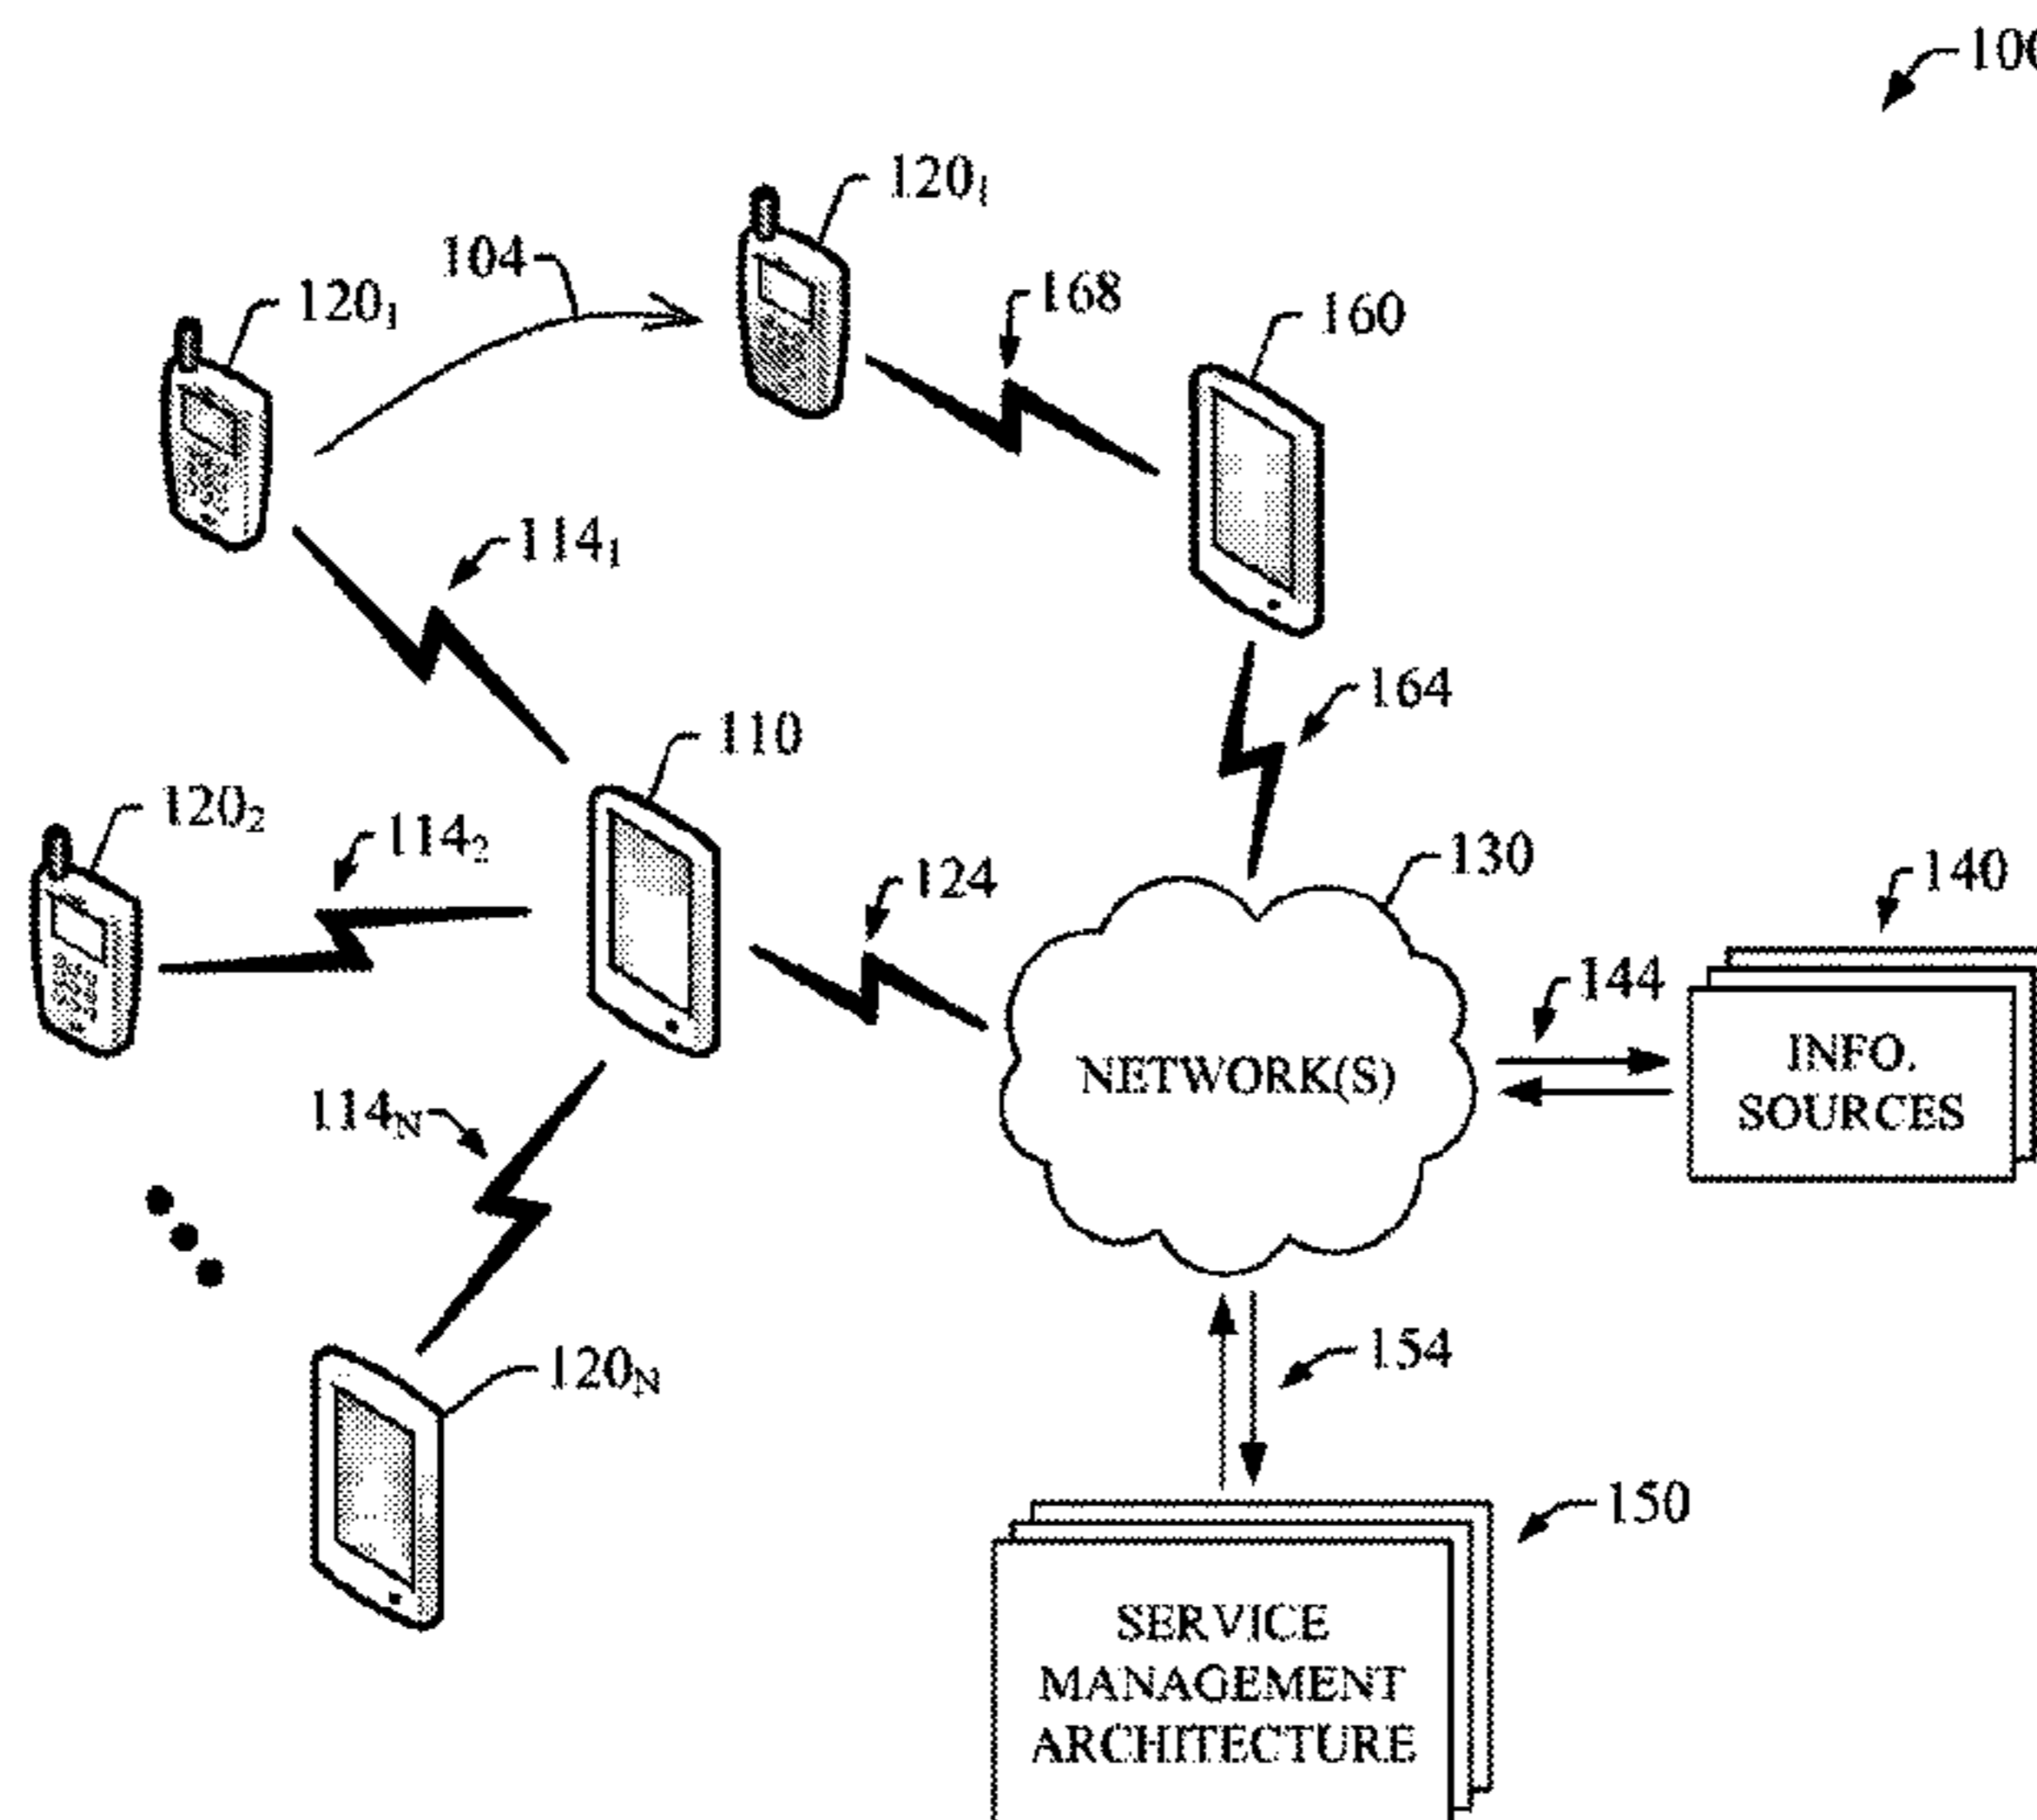 100
120₁
104
120₁
168
160
114₁
164
110
120₂
114₂
124
130
140
144
NETWORK(S)
INFO.
SOURCES
114N
154
120N
150
SERVICE
MANAGEMENT
ARCHITECTURE